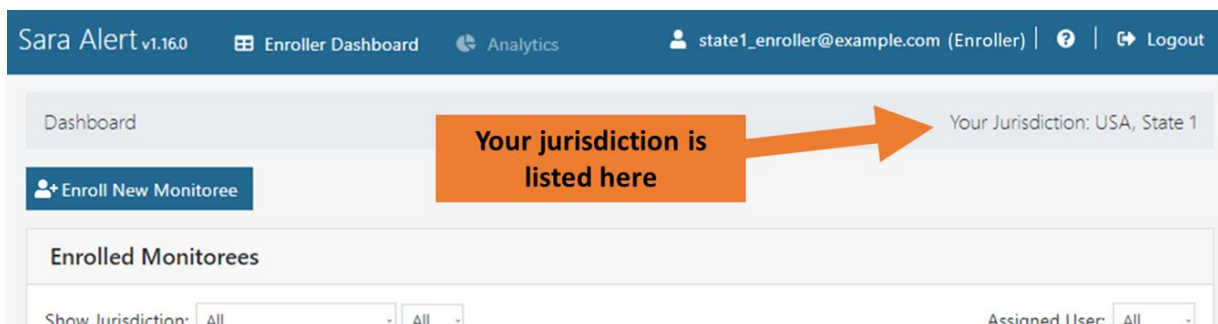 Sara Alert v1.16.0 Enroller Dashboard Analytics state1_enroller@example.com (Enroller) | ? | Logout
Dashboard Your Jurisdiction: USA, State 1
Your jurisdiction is
listed here
Enroll New Monitoree
Enrolled Monitorees
Show Jurisdiction: All All Assigned User: All